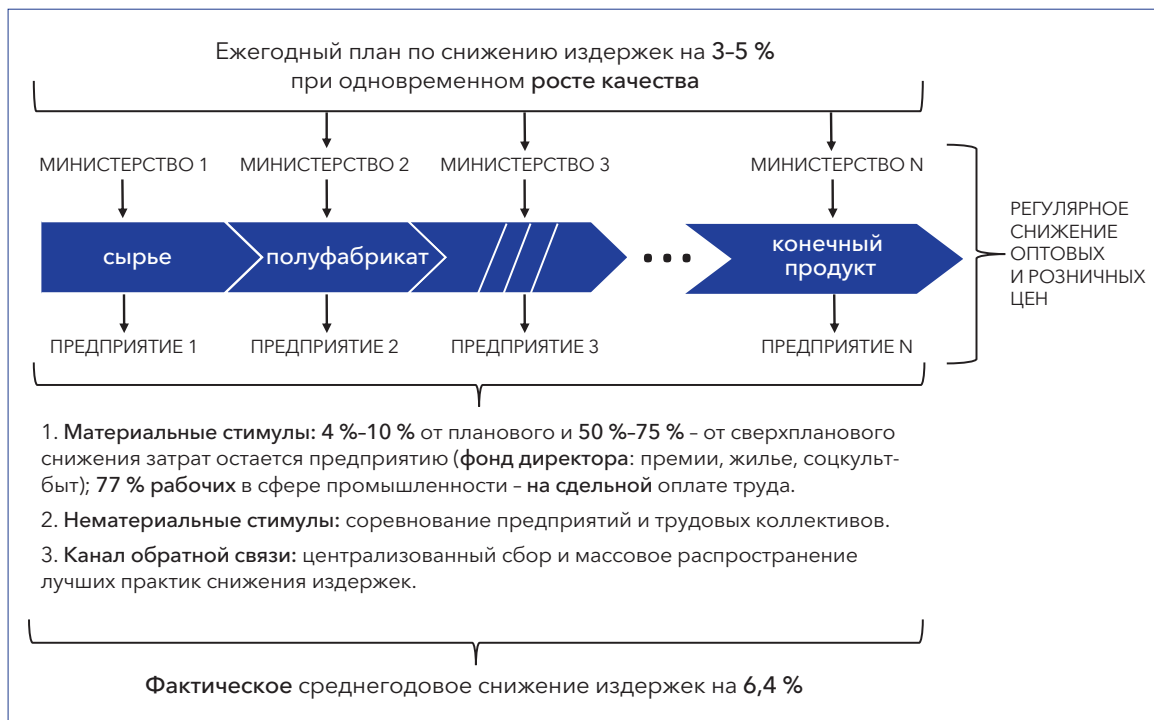 Ежегодный план по снижению издержек на 3–5 %
при одновременном росте качества
МИНИСТЕРСТВО 1
МИНИСТЕРСТВО 2
МИНИСТЕРСТВО 3
МИНИСТЕРСТВО N
сырье
полуфабрикат
конечный
продукт
ПРЕДПРИЯТИЕ 1
ПРЕДПРИЯТИЕ 2
ПРЕДПРИЯТИЕ 3
ПРЕДПРИЯТИЕ N
РЕГУЛЯРНОЕ
СНИЖЕНИЕ
ОПТОВЫХ
И РОЗНИЧНЫХ
ЦЕН
1. Материальные стимулы: 4 %–10 % от планового и 50 %–75 % – от сверхпланового
снижения затрат остается предприятию (фонд директора: премии, жилье, соцкульт-
быт); 77 % рабочих в сфере промышленности – на сдельной оплате труда.
2. Нематериальные стимулы: соревнование предприятий и трудовых коллективов.
3. Канал обратной связи: централизованный сбор и массовое распространение
лучших практик снижения издержек.
Фактическое среднегодовое снижение издержек на 6,4 %